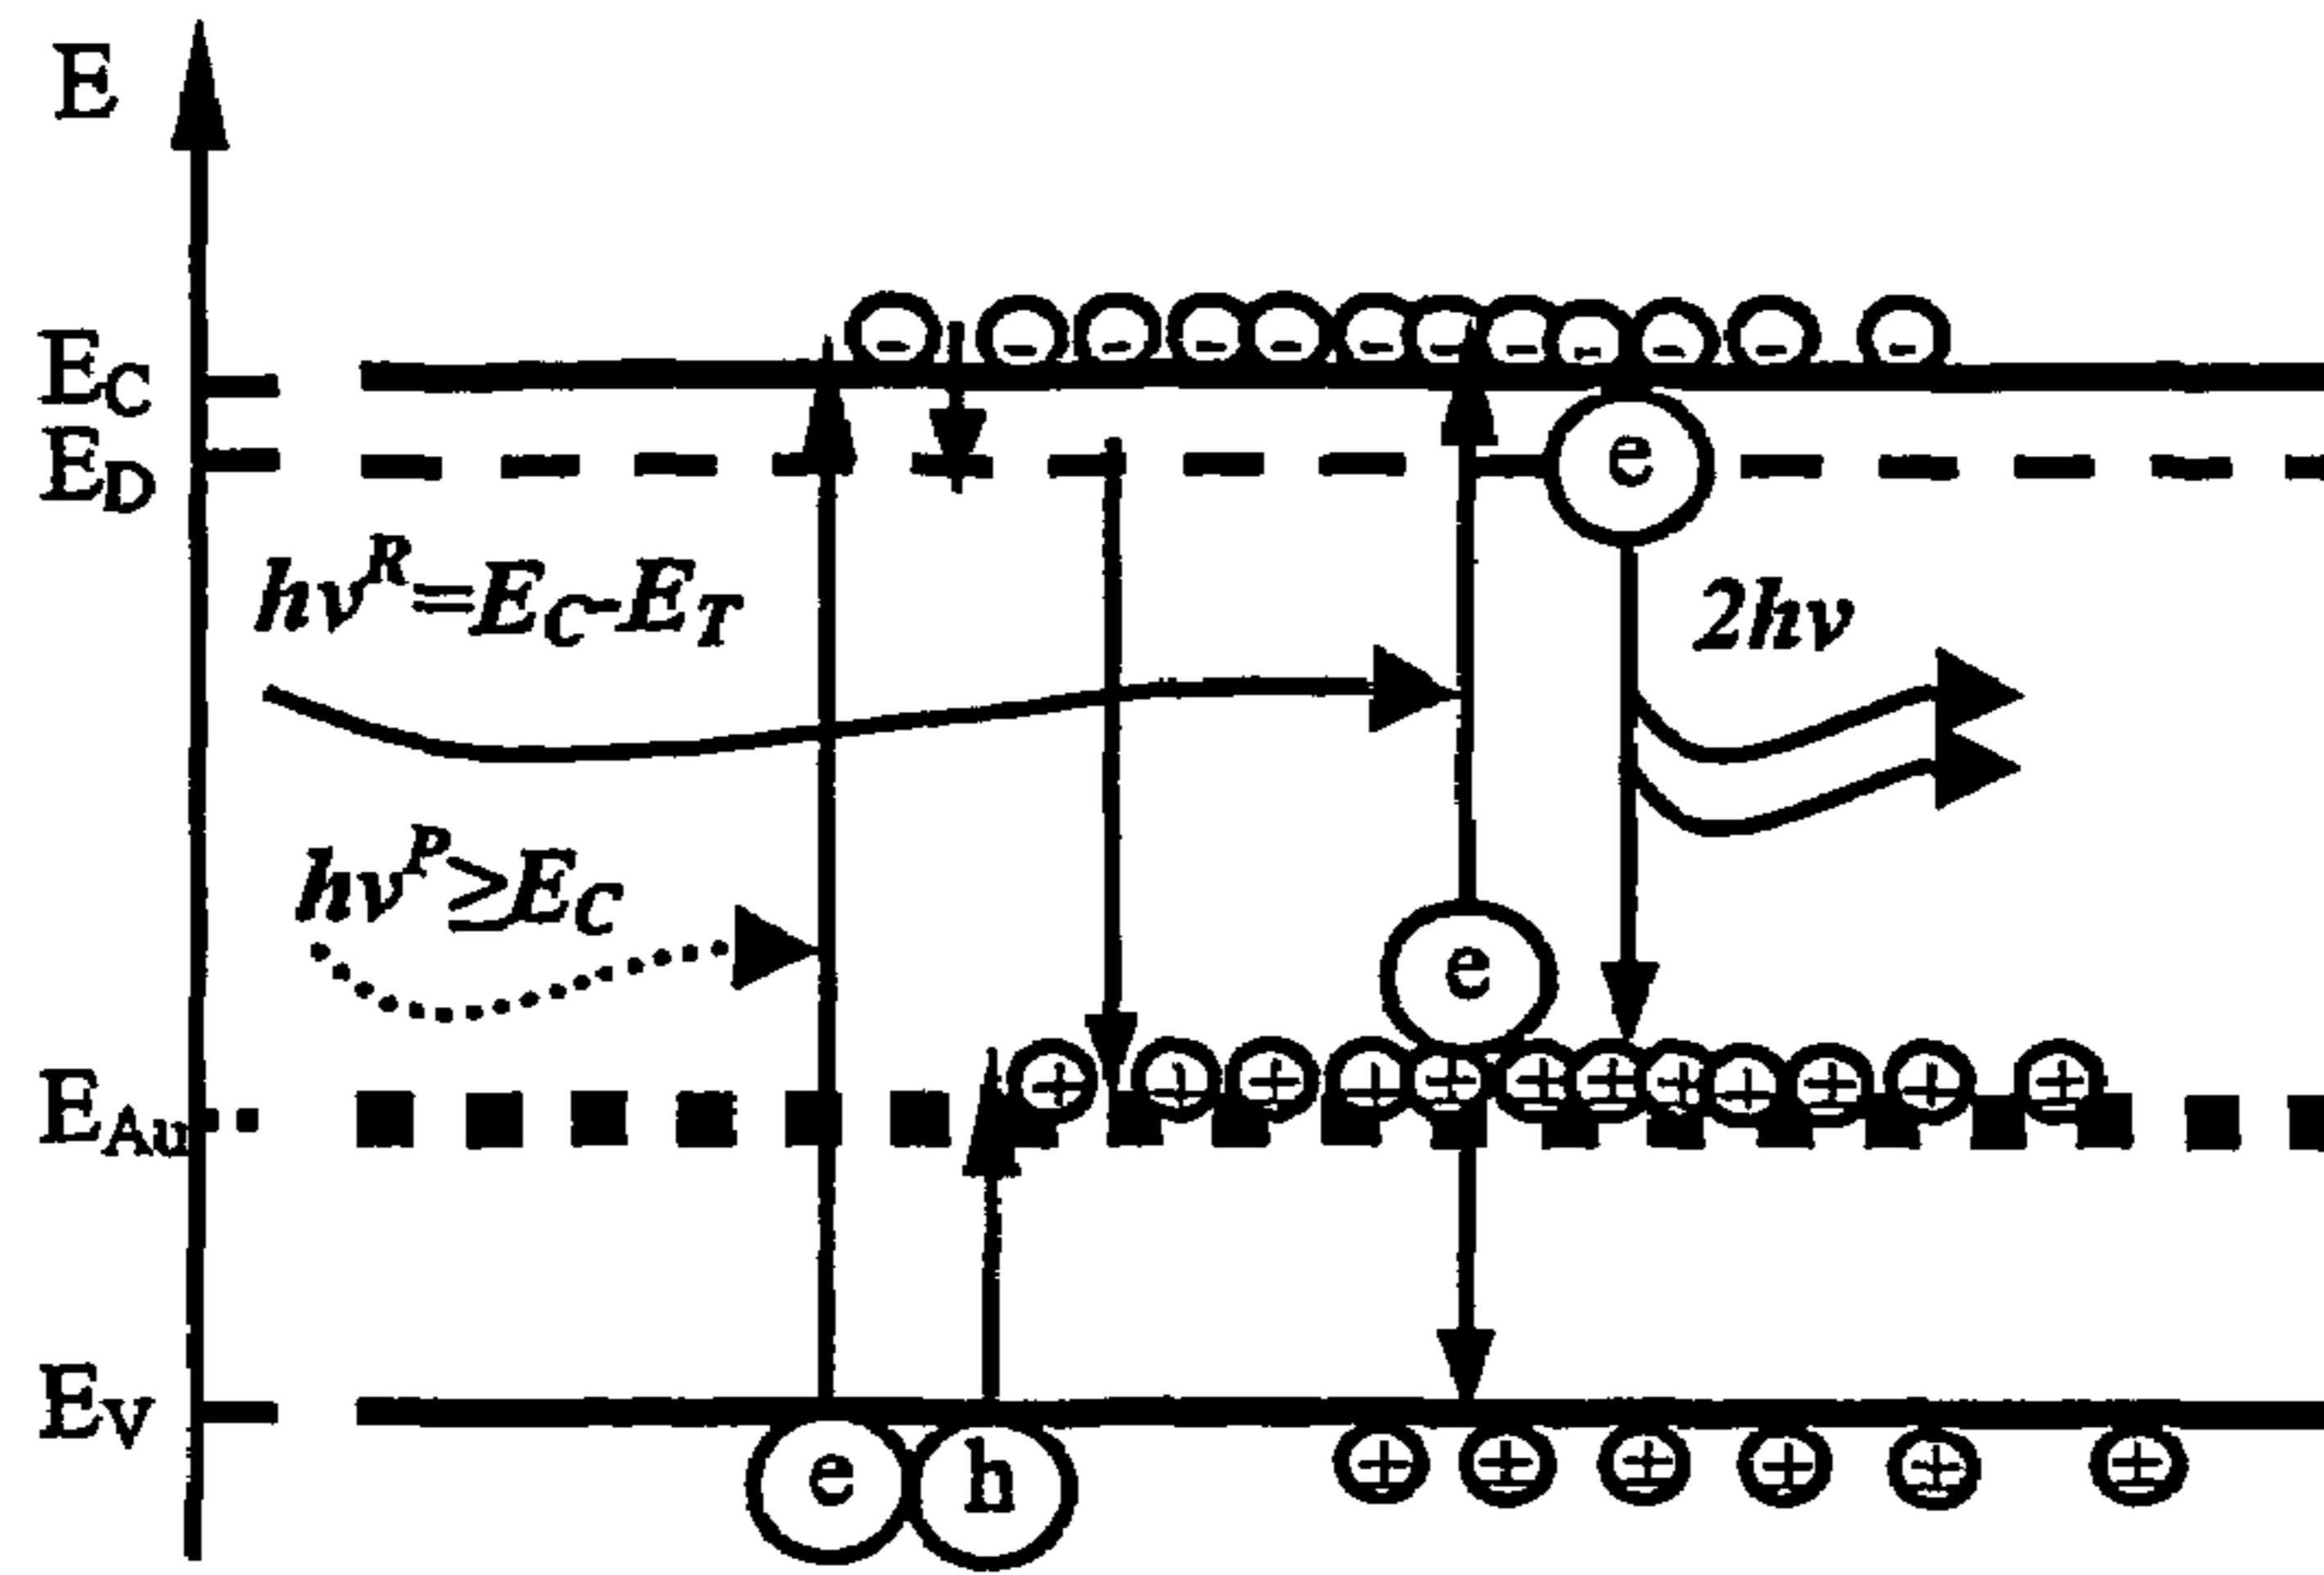 E
E_C
E_D
hν^R=E_C-E_T
2hν
hν^P≥E_C
E_Au
E_V
e
e
e
h